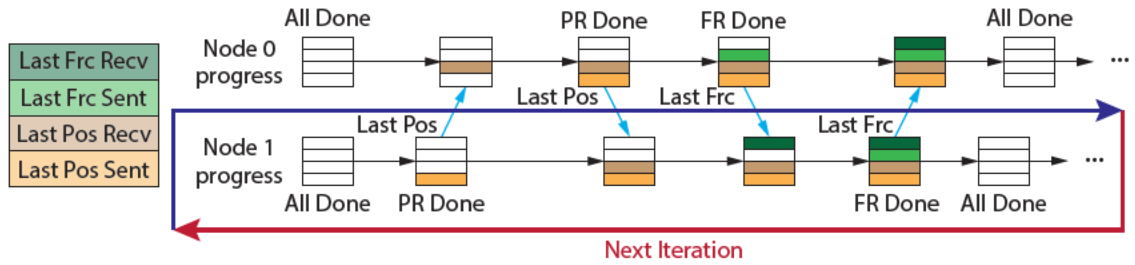 All Done
PR Done
FR Done
All Done
Node 0
progress
...
Last Frc Recv
Last Frc Sent
Last Pos Recv
Last Pos Sent
Last Pos
Last Pos
Last Frc
Last Frc
Node 1
progress
...
All Done
PR Done
FR Done
All Done
Next Iteration